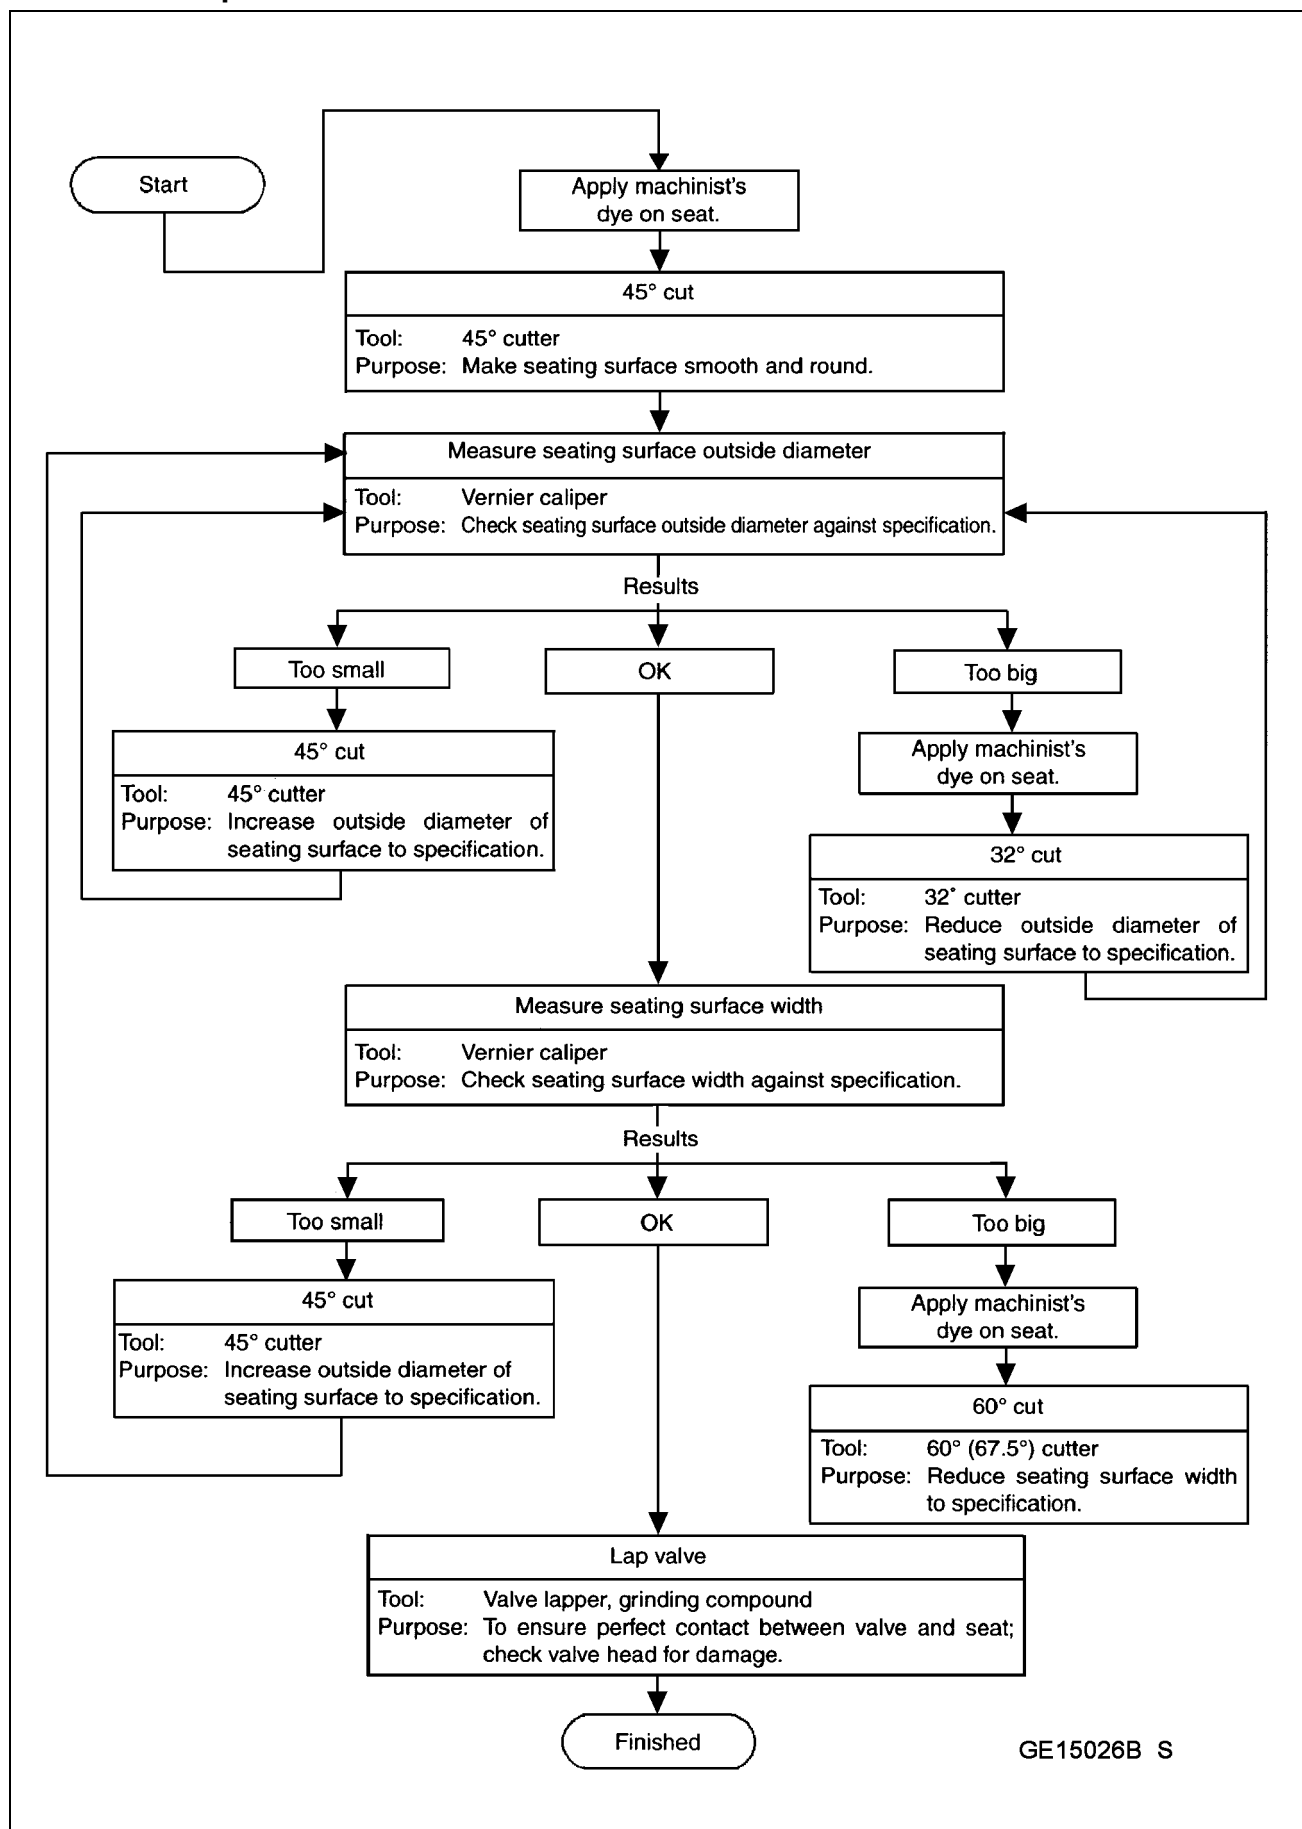 Start
Apply machinist's
dye on seat.
45° cut
Tool: 45° cutter
Purpose: Make seating surface smooth and round.
Measure seating surface outside diameter
Tool: Vernier caliper
Purpose: Check seating surface outside diameter against specification.
Results
Too small
OK
Too big
45° cut
Tool: 45° cutter
Purpose: Increase outside diameter of
seating surface to specification.
Apply machinist's
dye on seat.
32° cut
Tool: 32° cutter
Purpose: Reduce outside diameter of
seating surface to specification.
Measure seating surface width
Tool: Vernier caliper
Purpose: Check seating surface width against specification.
Results
Too small
OK
Too big
45° cut
Tool: 45° cutter
Purpose: Increase outside diameter of
seating surface to specification.
Apply machinist's
dye on seat.
60° cut
Tool: 60° (67.5°) cutter
Purpose: Reduce seating surface width
to specification.
Lap valve
Tool: Valve lapper, grinding compound
Purpose: To ensure perfect contact between valve and seat;
check valve head for damage.
Finished
GE15026B S